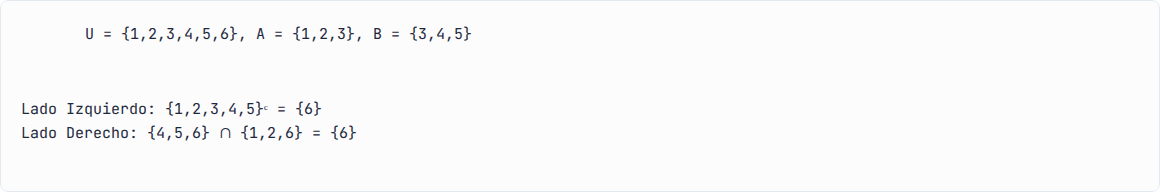 U = {1,2,3,4,5,6}, A = {1,2,3}, B = {3,4,5}
Lado Izquierdo: {1,2,3,4,5}ᶜ = {6}
Lado Derecho: {4,5,6} ∩ {1,2,6} = {6}